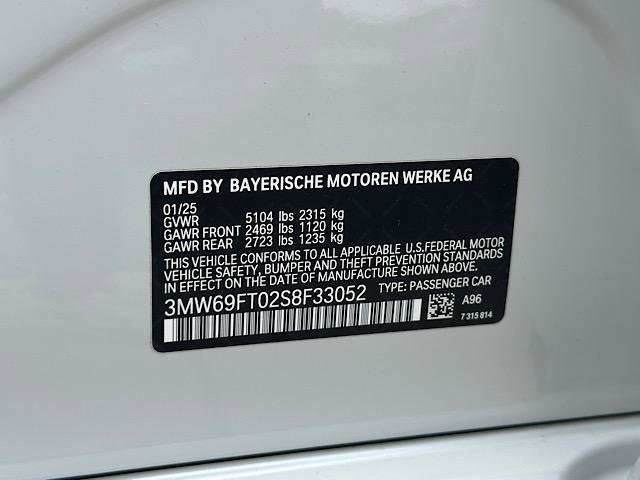 MFD BY BAYERISCHE MOTOREN WERKE AG
01/25
GVWR 5104 lbs 2315 kg
GAWR FRONT 2469 lbs 1120 kg
GAWR REAR 2723 lbs 1235 kg
THIS VEHICLE CONFORMS TO ALL APPLICABLE U.S.FEDERAL MOTOR
VEHICLE SAFETY, BUMPER AND THEFT PREVENTION STANDARDS
IN EFFECT ON THE DATE OF MANUFACTURE SHOWN ABOVE.
3MW69FT02S8F33052 TYPE: PASSENGER CAR
A96
7 315 814